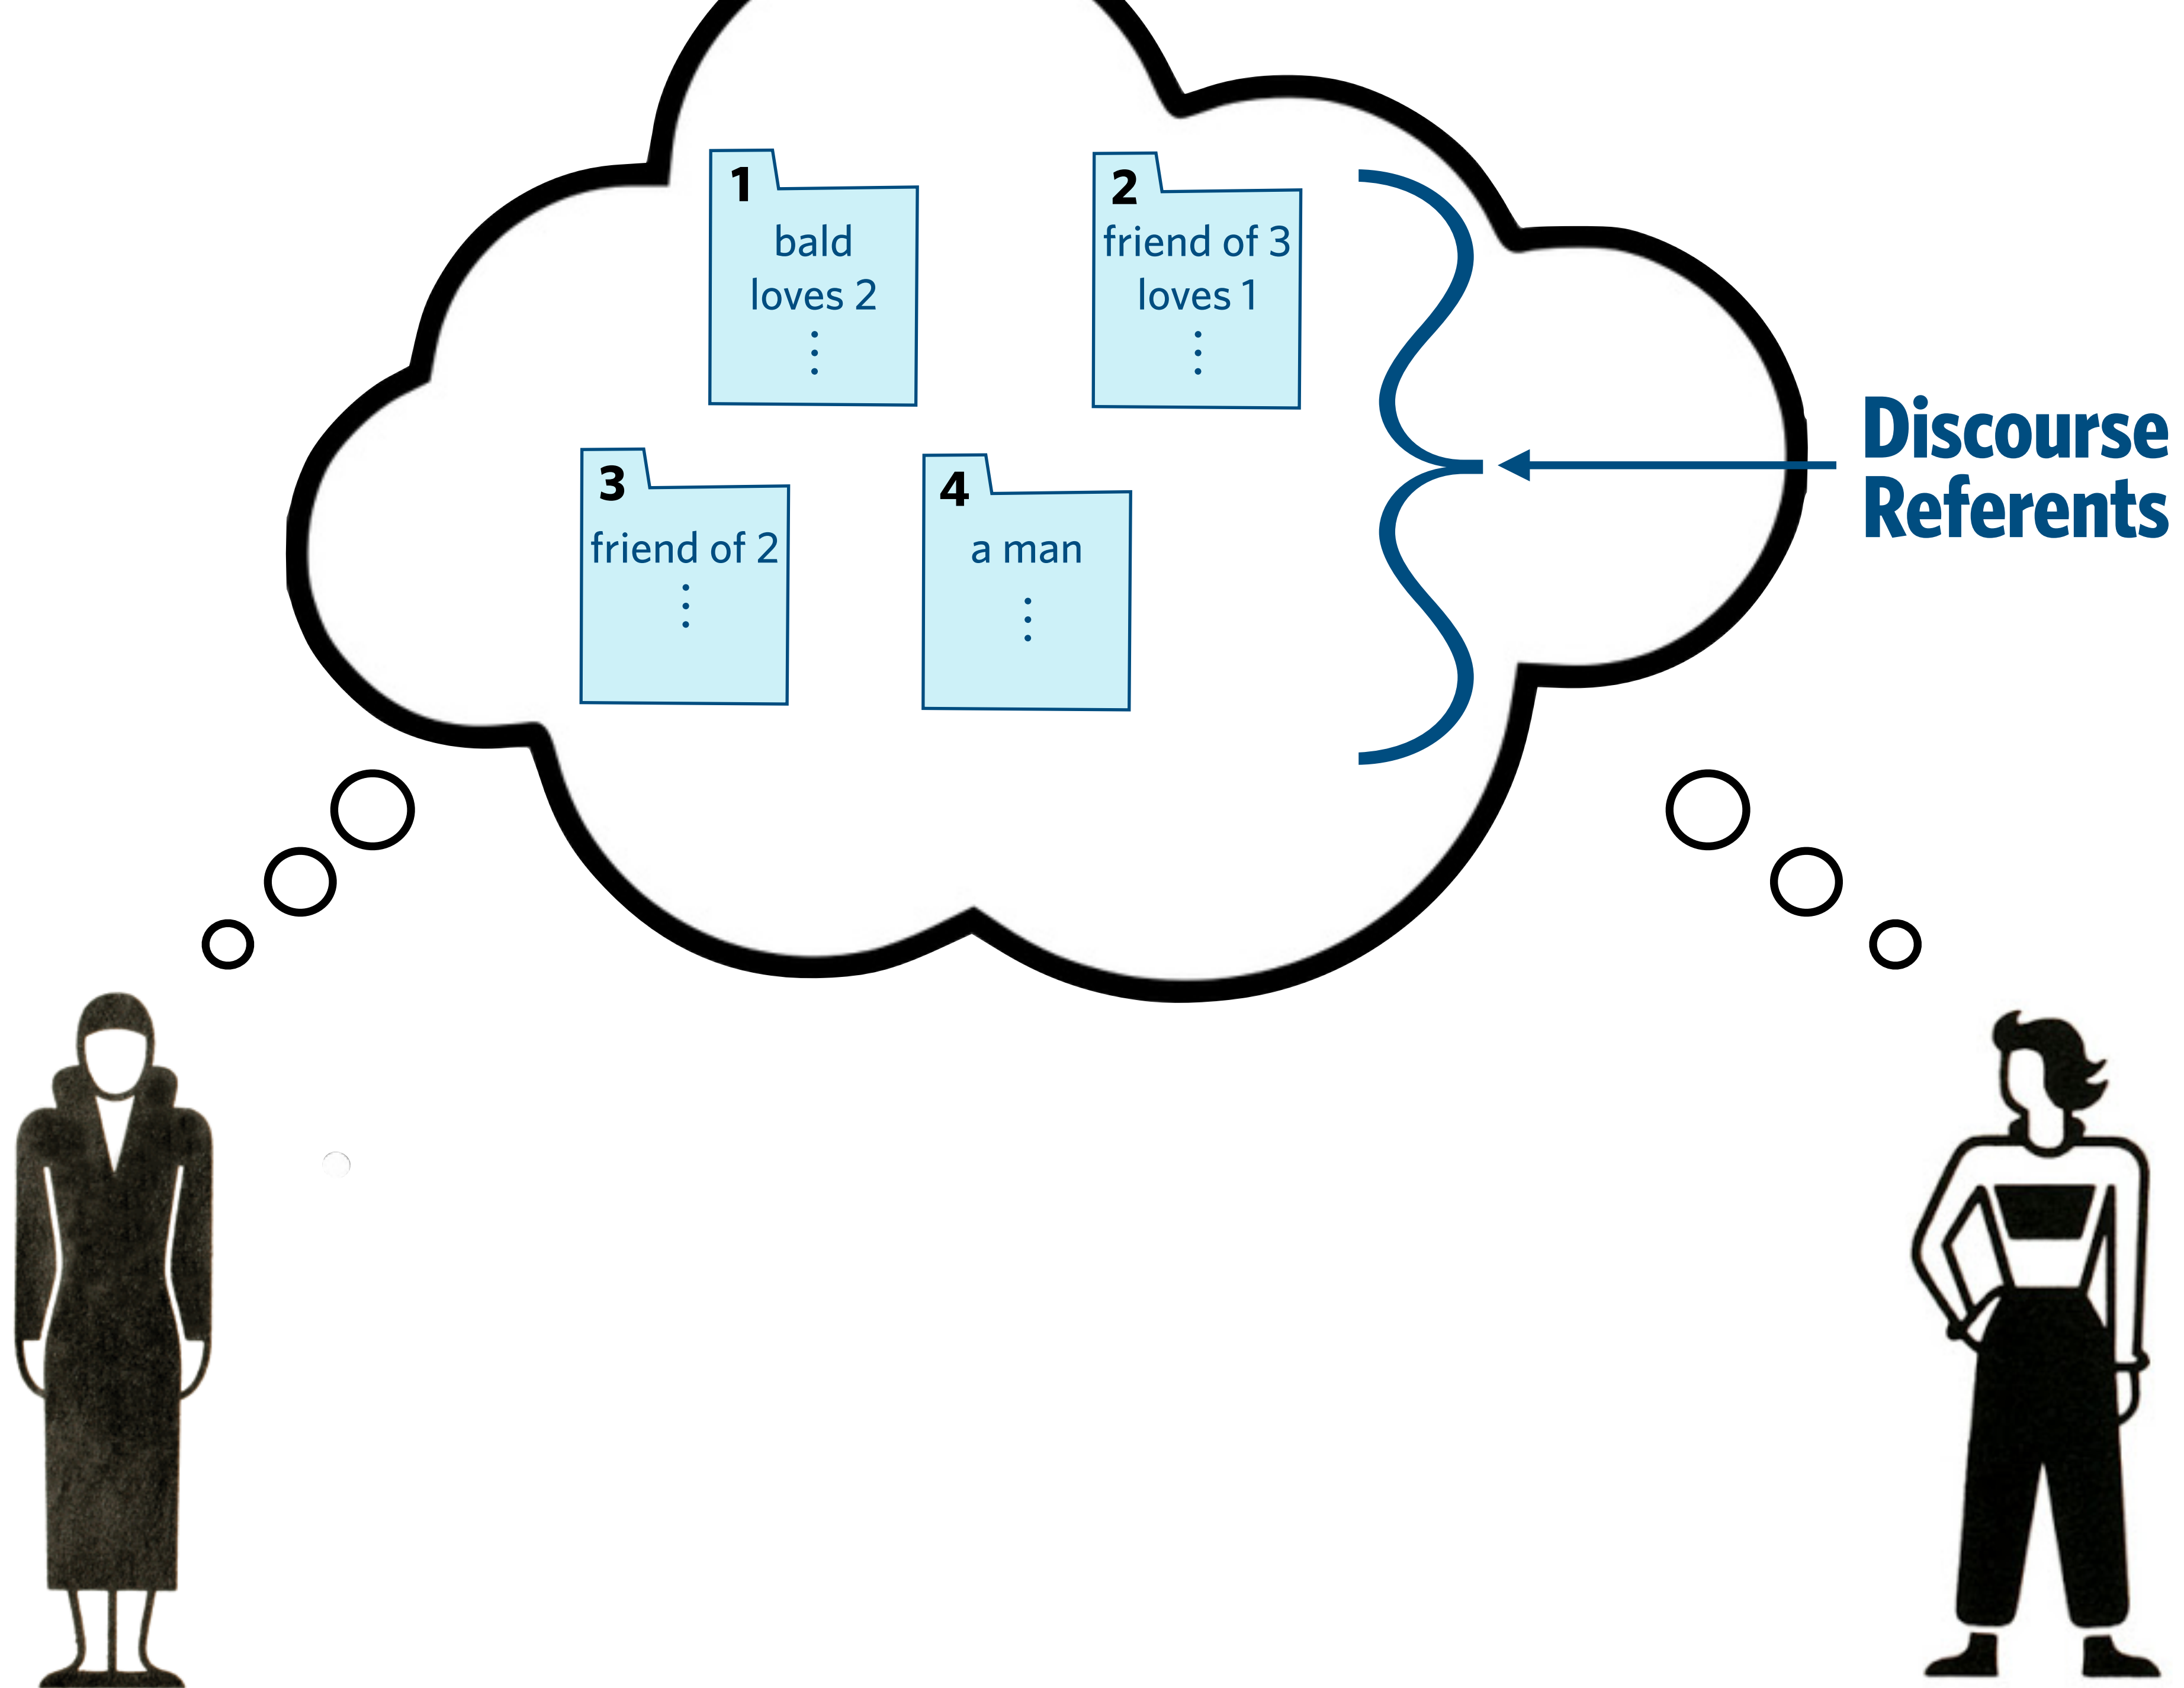 1
bald
loves 2
⋮
2
friend of 3
loves 1
⋮
3
friend of 2
⋮
4
a man
⋮
Discourse
Referents